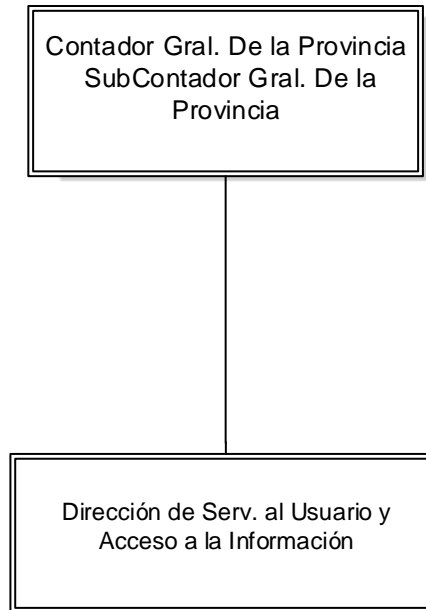 Contador Gral. De la Provincia
SubContador Gral. De la
Provincia
Dirección de Serv. al Usuario y
Acceso a la Información